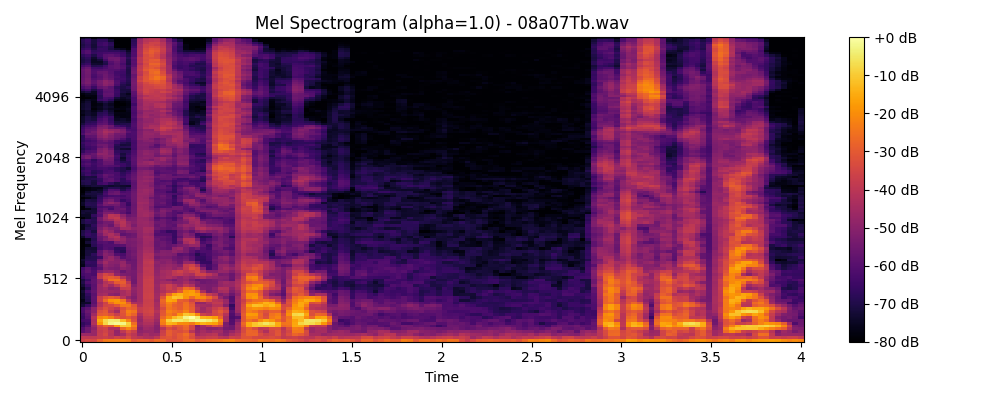 Mel Spectrogram (alpha=1.0) - 08a07Tb.wav
Mel Frequency
4096
2048
1024
512
0
0
0.5
1
1.5
2
2.5
3
3.5
4
Time
+0 dB
-10 dB
-20 dB
-30 dB
-40 dB
-50 dB
-60 dB
-70 dB
-80 dB